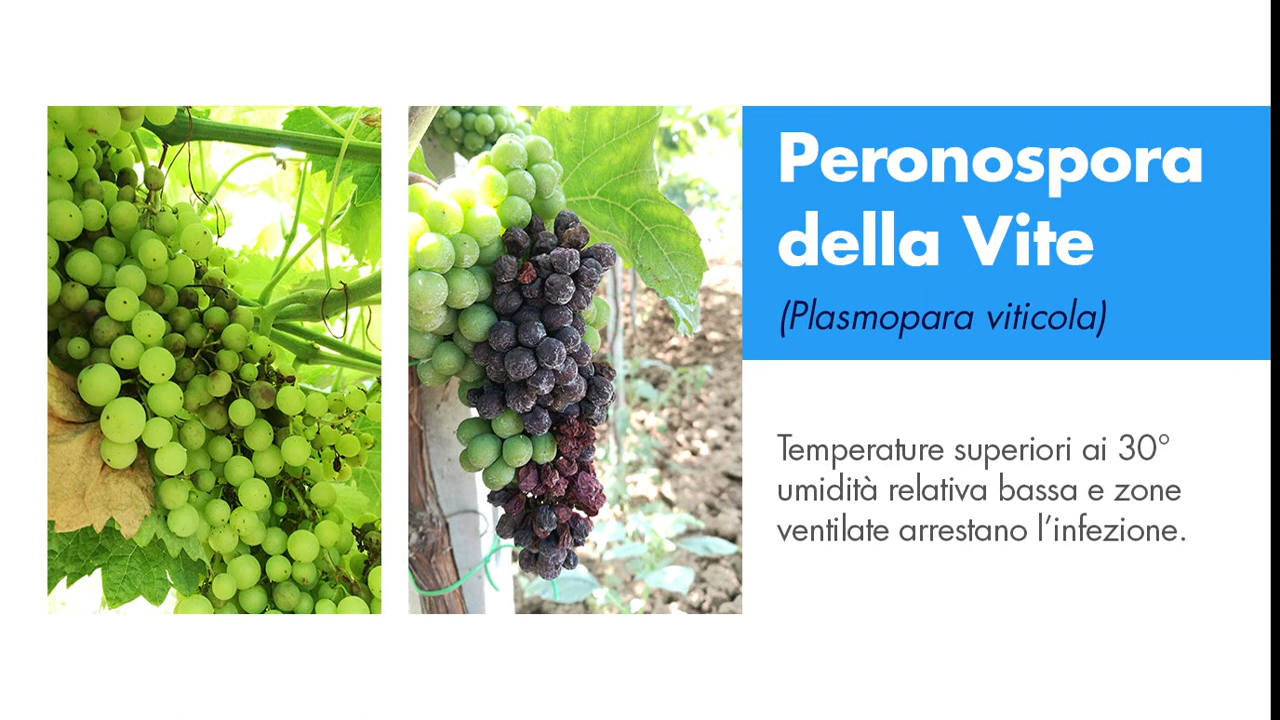 Peronospora
della Vite
(Plasmopara viticola)
Temperature superiori ai 30°
umidità relativa bassa e zone
ventilate arrestano l’infezione.